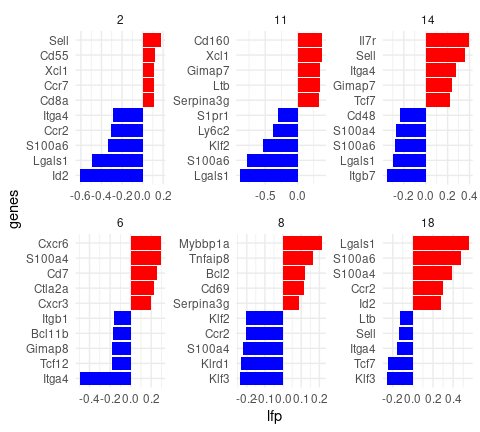 2
11
14
Sell
Cd55
Xcl1
Ccr7
Cd8a
Itga4
Ccr2
S100a6
Lgals1
Id2
-0.6 -0.4 -0.2 0.0 0.2
Cd160
Xcl1
Gimap7
Ltb
Serpina3g
S1pr1
Ly6c2
Klf2
S100a6
Lgals1
-0.5 0.0
Il7r
Sell
Itga4
Gimap7
Tcf7
Cd48
S100a4
S100a6
Lgals1
Itgb7
-0.2 0.0 0.2 0.4
genes
6
8
18
Cxcr6
S100a4
Cd7
Ctla2a
Cxcr3
Itgb1
Bcl11b
Gimap8
Tcf12
Itga4
-0.4 -0.2 0.0 0.2
Mybbp1a
Tnfaip8
Bcl2
Cd69
Serpina3g
Klf2
Ccr2
S100a4
Klrd1
Klf3
-0.2 0.1 0.0 0.1 0.2
Lgals1
S100a6
S100a4
Ccr2
Id2
Ltb
Sell
Itga4
Tcf7
Klf3
-0.2 0.0 0.2 0.4
lfp